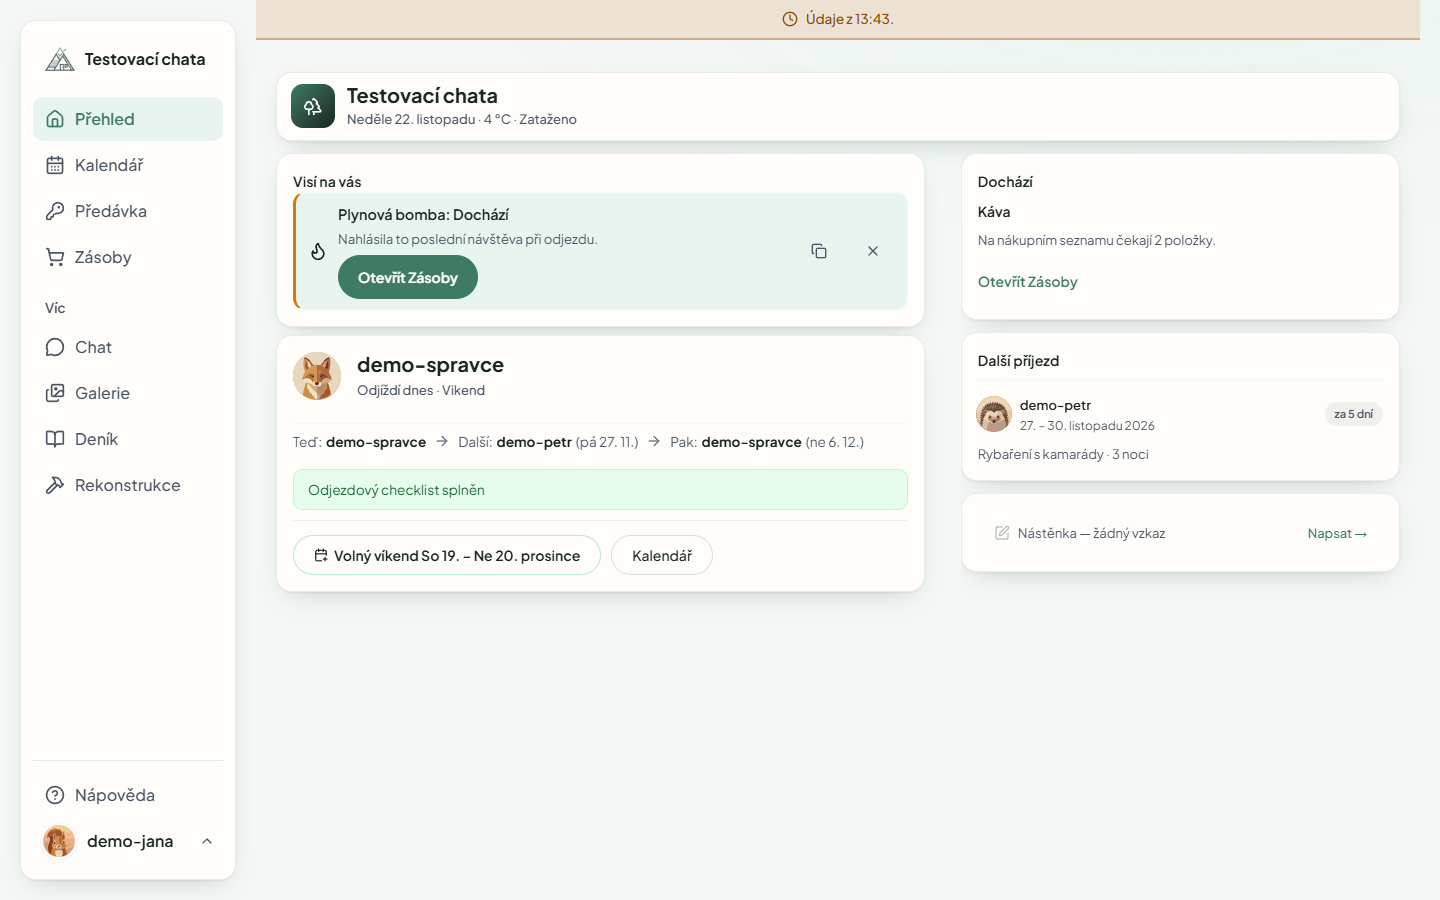 Testovací chata
Přehled
Kalendář
Předávka
Zásoby
Víc
Chat
Galerie
Deník
Rekonstrukce
Nápověda
demo-jana
Údaje z 13:43.
Testovací chata
Neděle 22. listopadu · 4 °C · Zataženo
Visí na vás
Plynová bomba: Dochází
Nahlásila to poslední návštěva při odjezdu.
Otevřít Zásoby
demo-spravce
Odjíždí dnes · Vikend
Teď: demo-spravce → Další: demo-petr (pá 27. 11.) → Pak: demo-spravce (ne 6. 12.)
Odjezdový checklist splněn
Volný víkend So 19. – Ne 20. prosince
Kalendář
Dochází
Káva
Na nákupním seznamu čekají 2 položky.
Otevřít Zásoby
Další příjezd
demo-petr
27. – 30. listopadu 2026
za 5 dní
Rybaření s kamarády · 3 noci
Nástěnka — žádný vzkaz
Napsat →